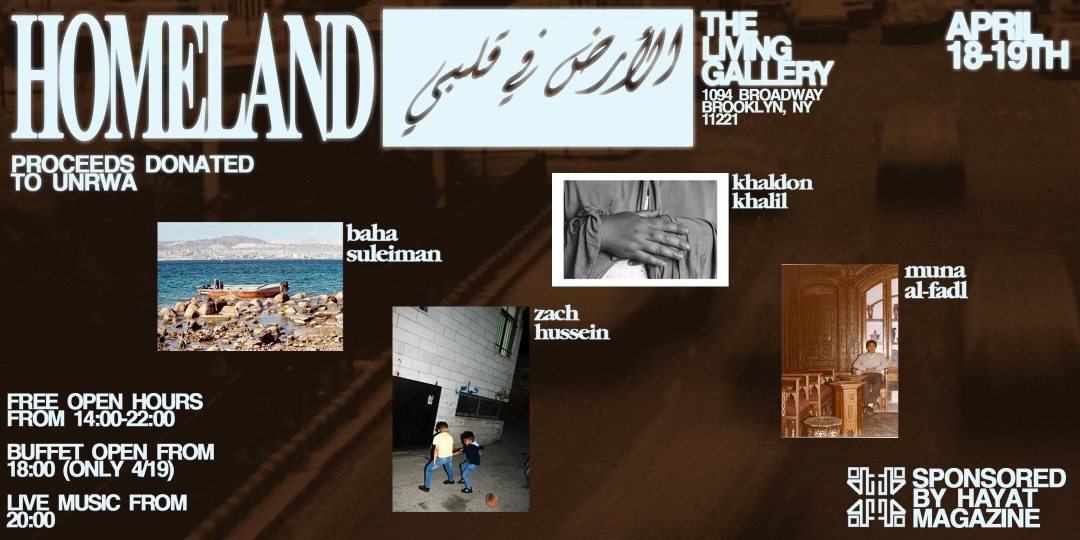 HOMELAND
الأرض في قلبي
THE
LIVING
GALLERY
1094 BROADWAY
BROOKLYN, NY
11221
APRIL
18-19TH
PROCEEDS DONATED
TO UNRWA
khaldon
khalil
baha
suleiman
muna
al-fadl
zach
hussein
FREE OPEN HOURS
FROM 14:00-22:00
BUFFET OPEN FROM
18:00 (ONLY 4/19)
LIVE MUSIC FROM
20:00
SPONSORED
BY HAYAT
MAGAZINE